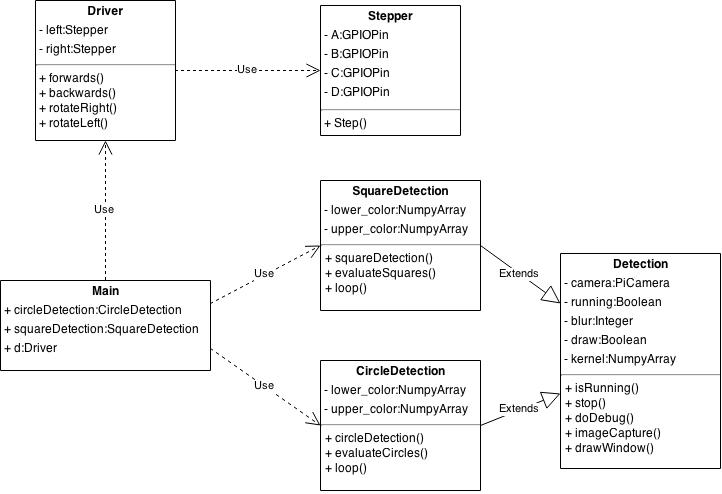 Driver
- left:Stepper
- right:Stepper
+ forwards()
+ backwards()
+ rotateRight()
+ rotateLeft()
Use
Stepper
- A:GPIOPin
- B:GPIOPin
- C:GPIOPin
- D:GPIOPin
+ Step()
Use
Main
+ circleDetection:CircleDetection
+ squareDetection:SquareDetection
+ d:Driver
Use
SquareDetection
- lower_color:NumpyArray
- upper_color:NumpyArray
+ squareDetection()
+ evaluateSquares()
+ loop()
Extends
Use
CircleDetection
- lower_color:NumpyArray
- upper_color:NumpyArray
+ circleDetection()
+ evaluateCircles()
+ loop()
Extends
Detection
- camera:PiCamera
- running:Boolean
- blur:Integer
- draw:Boolean
- kernel:NumpyArray
+ isRunning()
+ stop()
+ doDebug()
+ imageCapture()
+ drawWindow()